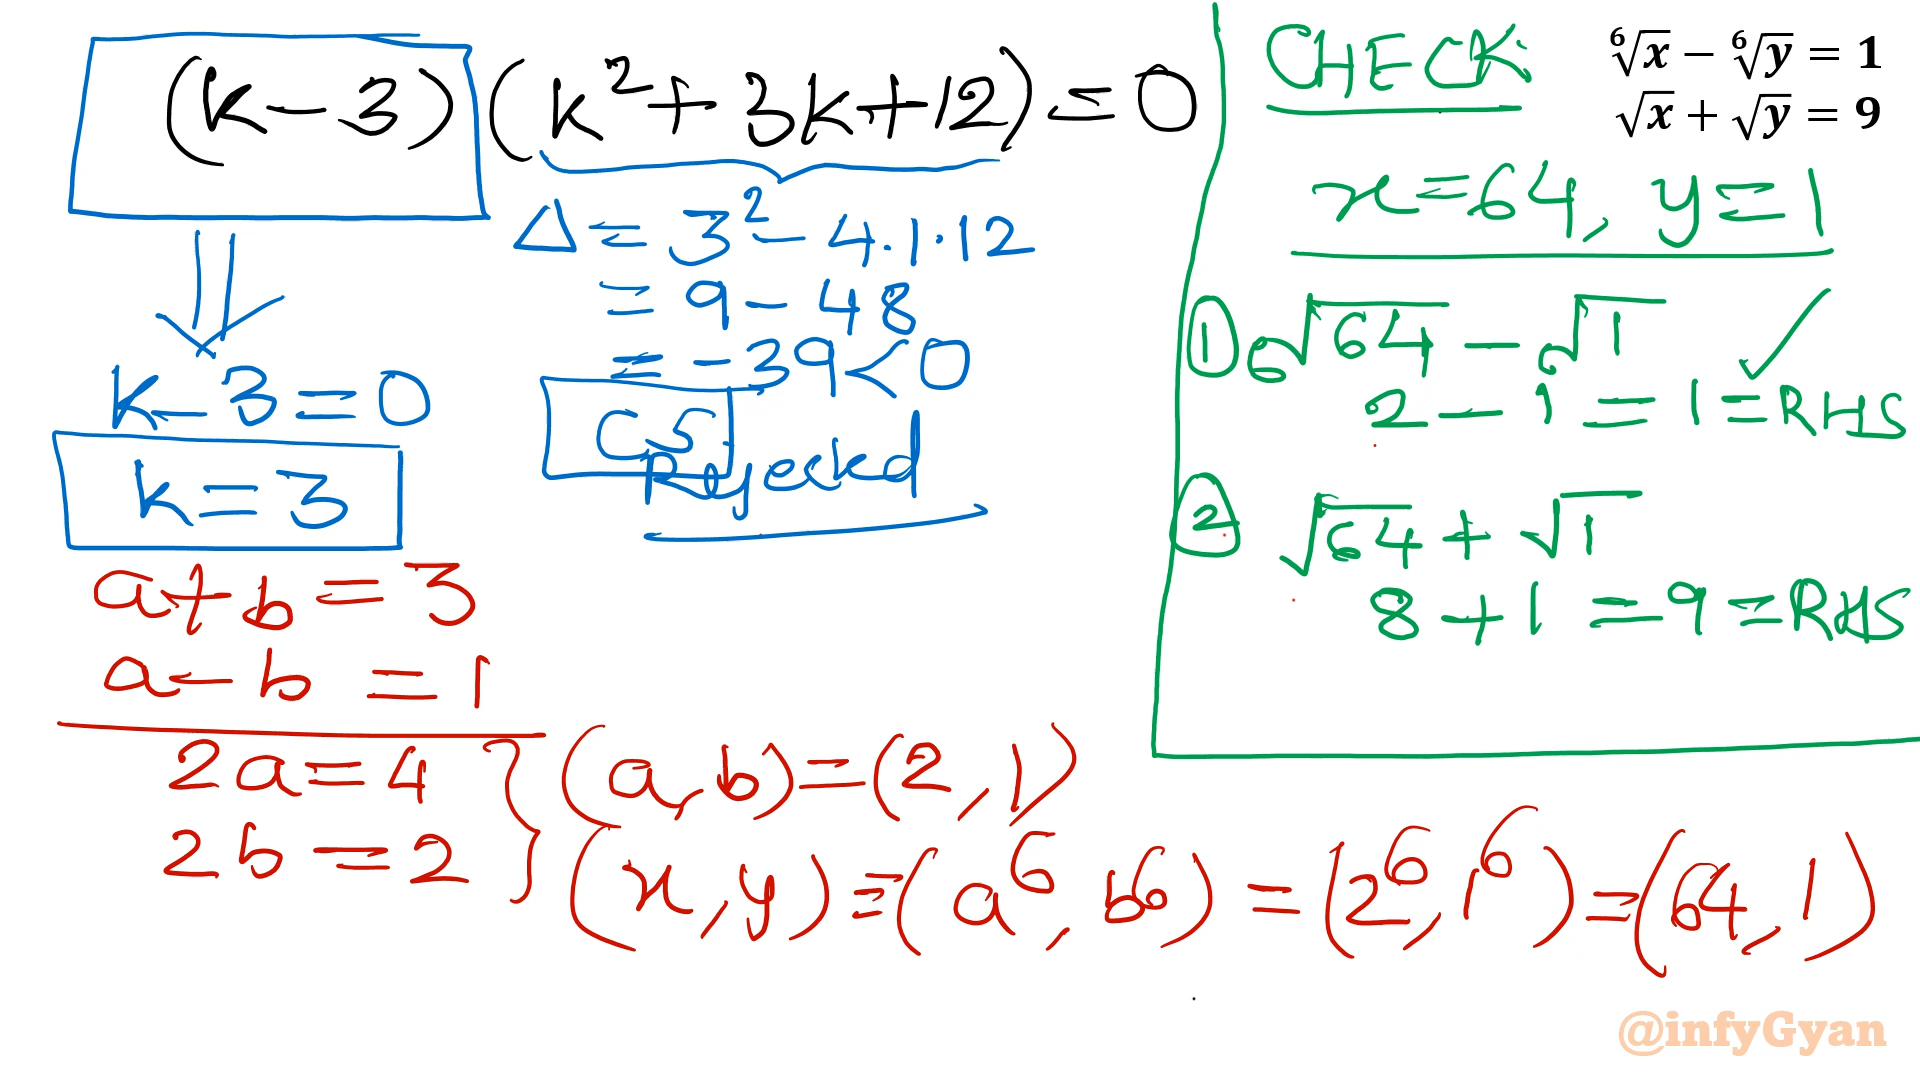 (k-3)(k²+3k+12)=0
Δ=3²-4.1.12
=9-48
=-39<0
CS
Rejected
k-3=0
k=3
a+b=3
a-b=1
2a=4
2b=2
(a,b)=(2,1)
(x,y)=(a⁶,b⁶)=(2⁶,1⁶)=(64,1)
CHECK
⁶√x − ⁶√y = 1
√x + √y = 9
x=64, y=1
① ⁶√64 - ⁶√1 ✓
2-1=1=RHS
② √64+√1
8+1=9=RHS
@infyGyan